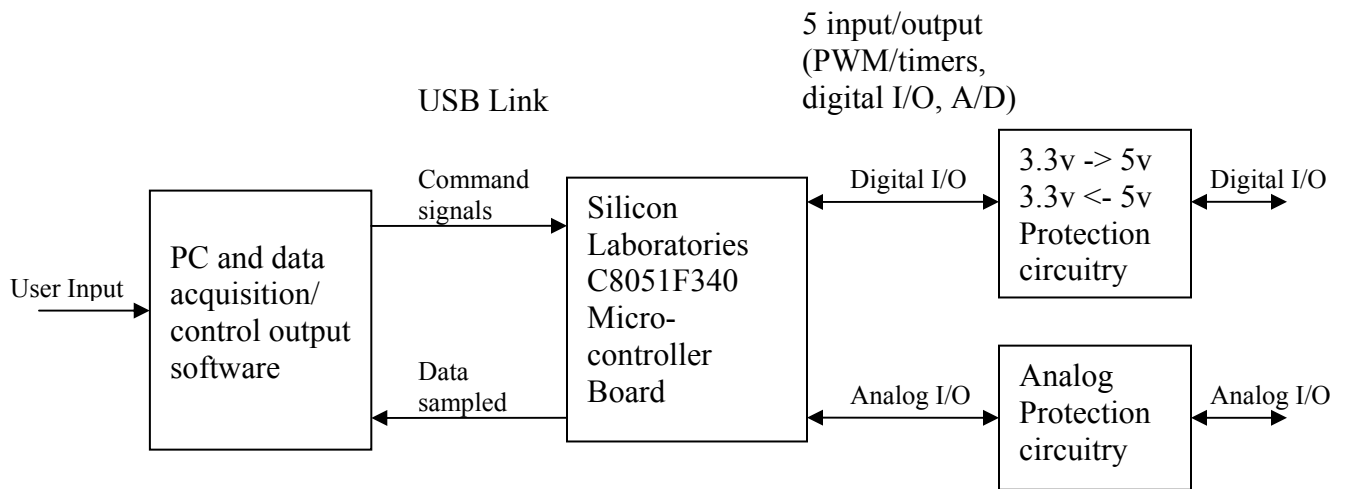 5 input/output
(PWM/timers,
digital I/O, A/D)
USB Link
User Input
PC and data
acquisition/
control output
software
Command
signals
Data
sampled
Silicon
Laboratories
C8051F340
Micro-
controller
Board
Digital I/O
3.3v -> 5v
3.3v <- 5v
Protection
circuitry
Digital I/O
Analog I/O
Analog
Protection
circuitry
Analog I/O